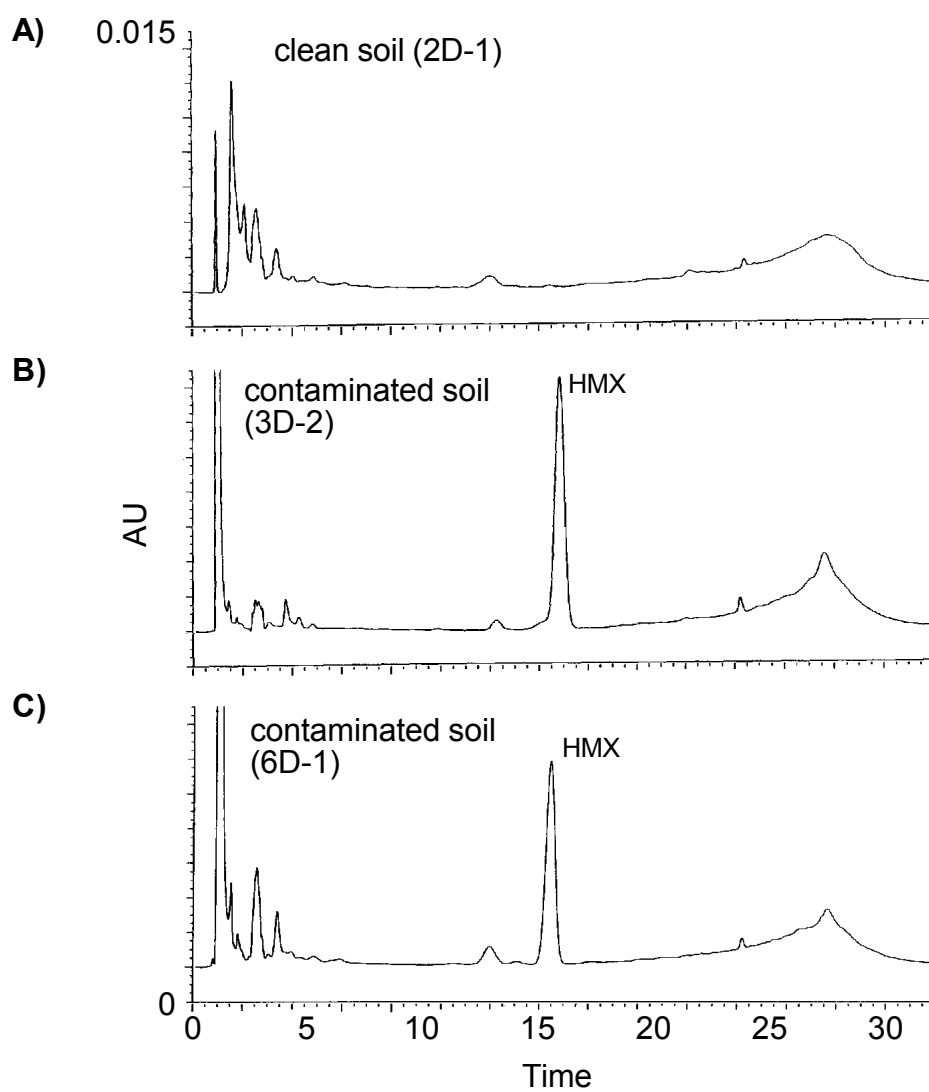 A)
0.015
clean soil (2D-1)
B)
contaminated soil
(3D-2)
HMX
AU
C)
contaminated soil
(6D-1)
HMX
0
0 5 10 15 20 25 30
Time